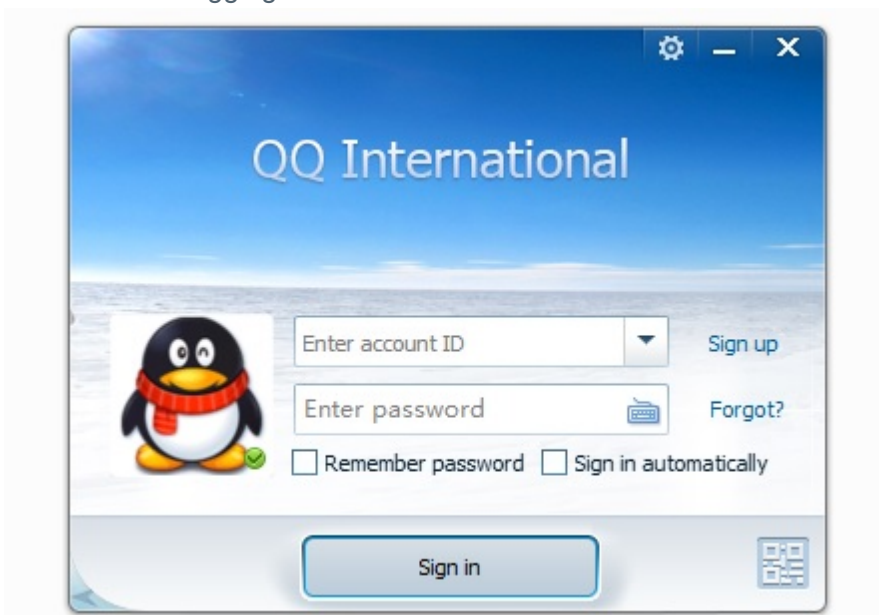 QQ International
Enter account ID
Sign up
Enter password
Forgot?
Remember password Sign in automatically
Sign in